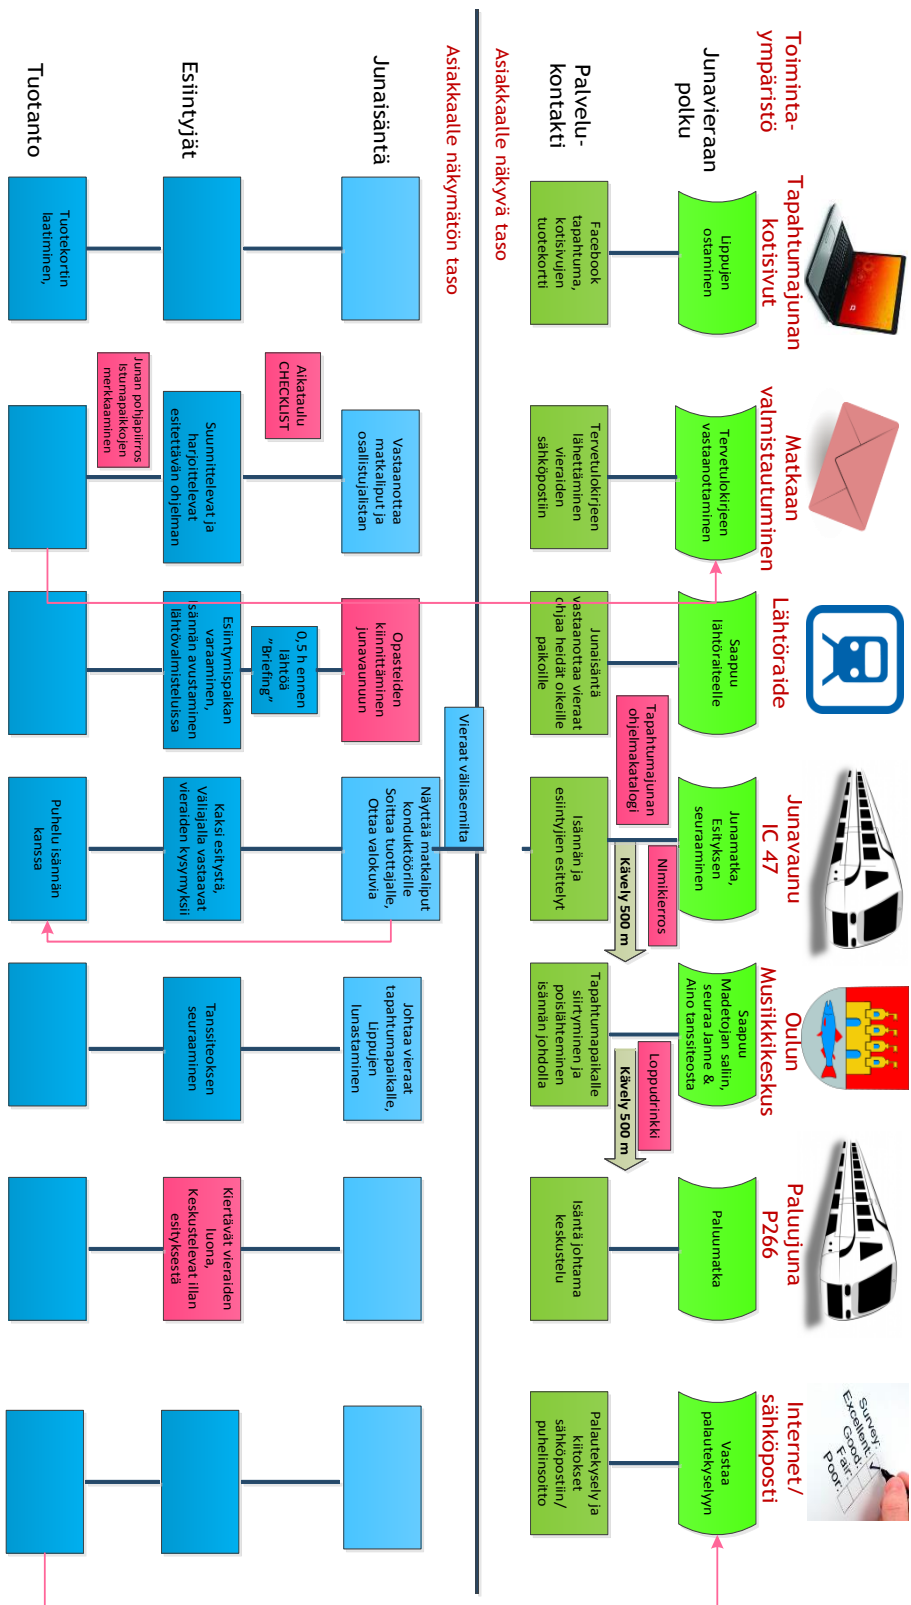 Toiminta-
ympäristö
Tapahtumajunan
kotisivut
Matkaan
valmistautuminen
Lähtöraide
Junavaunu
IC 47
Oulun
Musiikkikeskus
Paluujuna
P266
Internet/
sähköposti
Survey:
Excellent:
Good:
Fair:
Poor:
Junavieraan
polku
Lippujen
ostaminen
Tervetulokirjeen
vastaanottaminen
Saapuu
lähtöraiteelle
Junamatka,
Esityksen
seuraaminen
Saapuu
Madetojan saliin,
seuraa Janne &
Aino tanssiteosta
Paluumatka
Vastaa
palautekyselyyn
Tapahtumajunan
ohjelmakatalogi
NImikierros
Kävely 500 m
Loppudrinkki
Kävely 500 m
Palvelu-
kontakti
Facebook
tapahtuma,
kotisivujen
tuotekortti
Tervetulokirjeen
lähettäminen
vieraiden
sähköpostiin
Junaisäntä
vastaanottaa vieraat
ohjaa heidät oikeille
paikoille
Isännän ja
esiintyjien esittelyt
Tapahtumapaikalle
siirtyminen ja
poislähteminen
isännän johdolla
Isäntä johtama
keskustelu
Palautekysely ja
kiitokset
sähköpostiin/
puhelinsoitto
Asiakkaalle näkyvä taso
Asiakkaalle näkymätön taso
Vieraat väliasemilta
Junaisäntä
Vastaanottaa
matkaliput ja
osallistujalistan
Opasteiden
kiinnittäminen
junavaunuun
Näyttää matkaliput
konduktöörille
Soittaa tuottajalle,
Ottaa valokuvia
Johtaa vieraat
tapahtumapaikalle,
Lippujen
lunastaminen
Aikataulu
CHECKLIST
0,5 h ennen
lähtöä
”Briefing”
Esiintyjät
Suunnittelevat ja
harjoittelevat
esitettävän ohjelman
Esiintymispaikan
varaaminen,
isännän avustaminen
lähtövalmisteluissa
Kaksi esitystä,
Väliajalla vastaavat
vieraiden kysymyksii
Tanssiteoksen
seuraaminen
Kiertävät vieraiden
luona,
Keskustelevat illan
esityksestä
Junan pohjapiirros
Istumapaikkojen
merkkaaminen
Tuotanto
Tuotekortin
laatiminen,
Puhelu isännän
kanssa